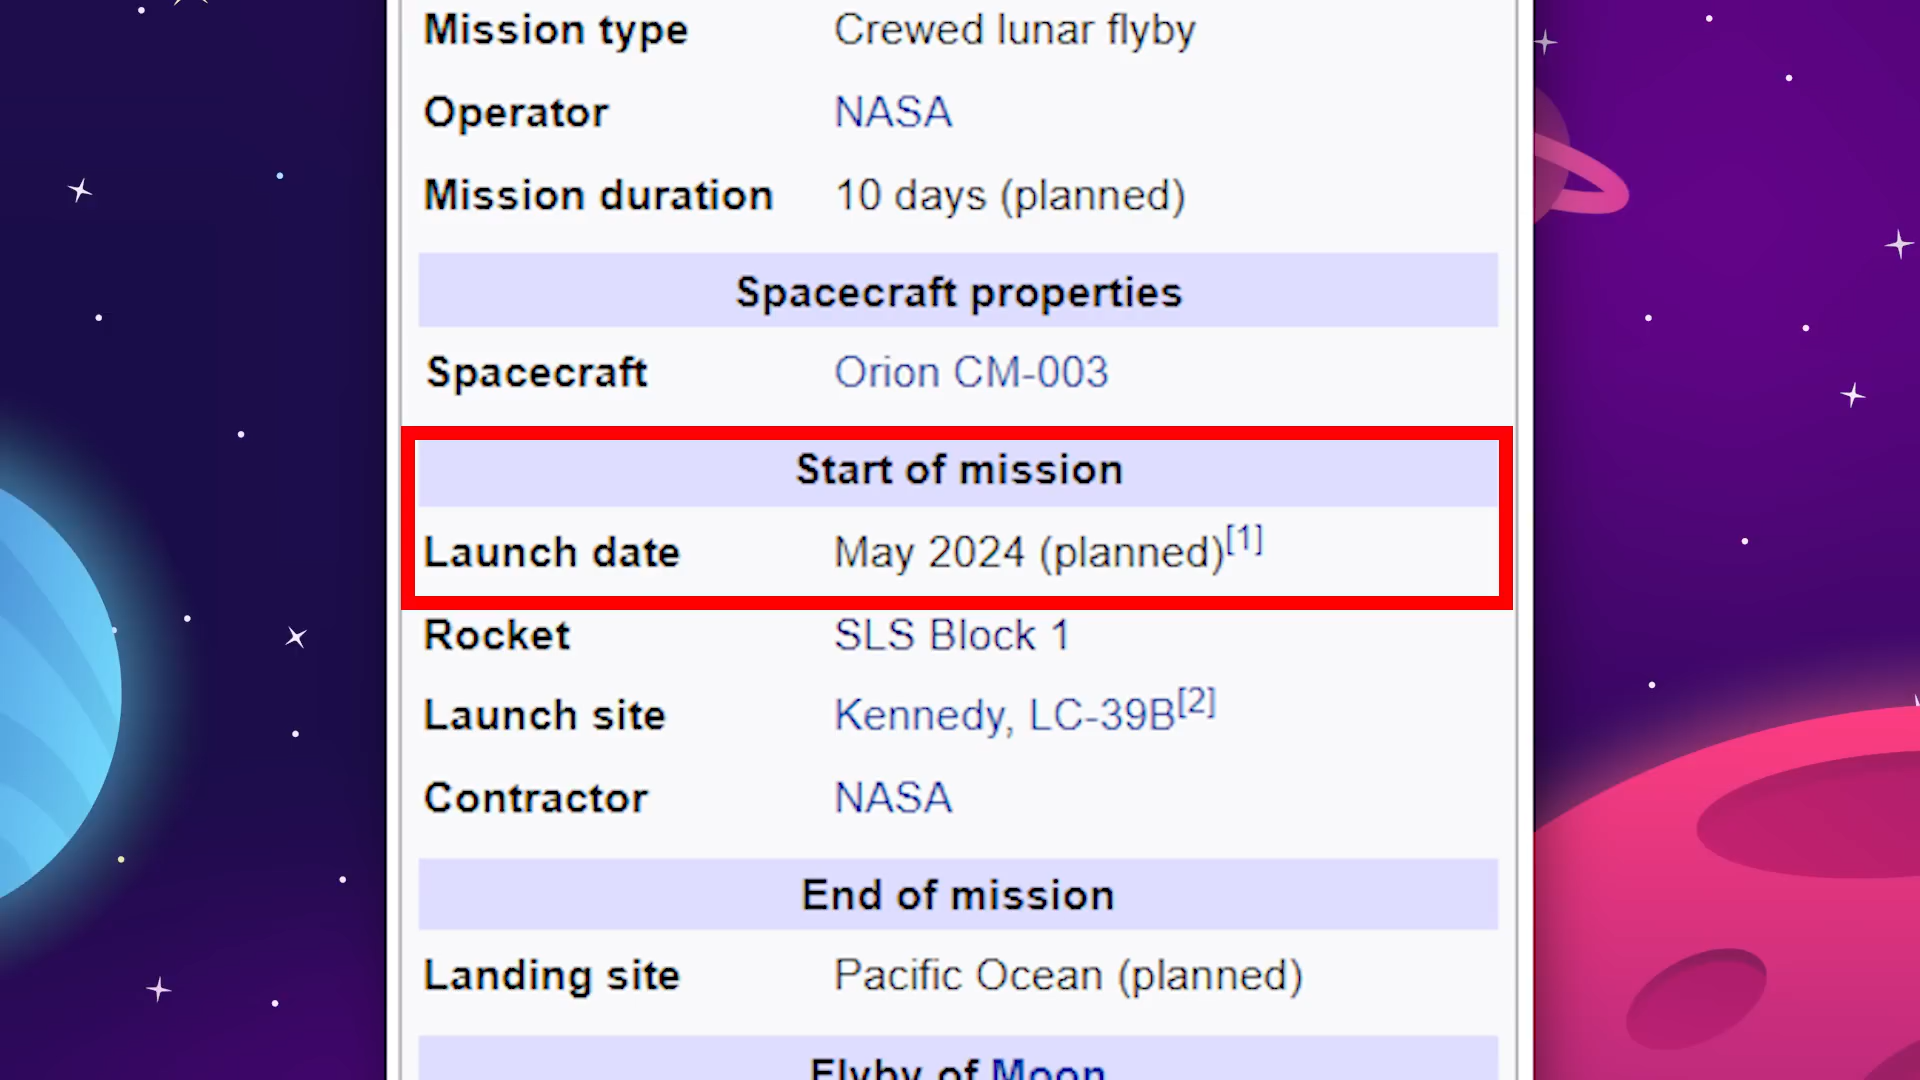 Mission type Crewed lunar flyby
Operator NASA
Mission duration 10 days (planned)
Spacecraft properties
Spacecraft Orion CM-003
Start of mission
Launch date May 2024 (planned)[1]
Rocket SLS Block 1
Launch site Kennedy, LC-39B[2]
Contractor NASA
End of mission
Landing site Pacific Ocean (planned)
Flyby of Moon